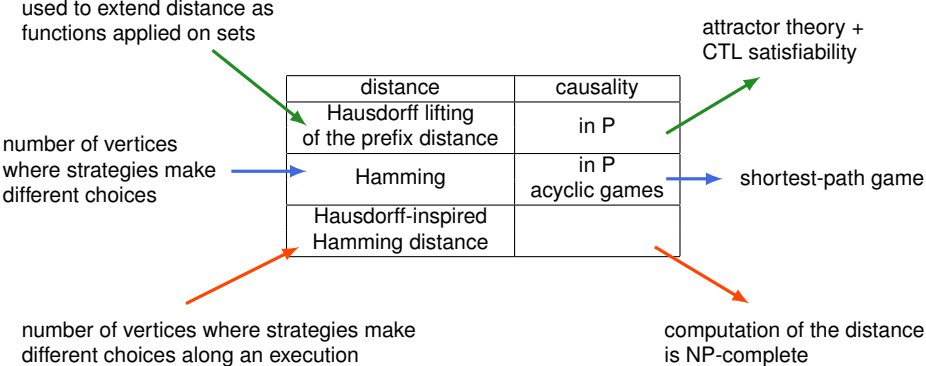 used to extend distance as
functions applied on sets
attractor theory +
CTL satisfiability
distance causality
Hausdorff lifting
of the prefix distance
in P
number of vertices
where strategies make
different choices
Hamming
in P
acyclic games
shortest-path game
Hausdorff-inspired
Hamming distance
number of vertices where strategies make
different choices along an execution
computation of the distance
is NP-complete